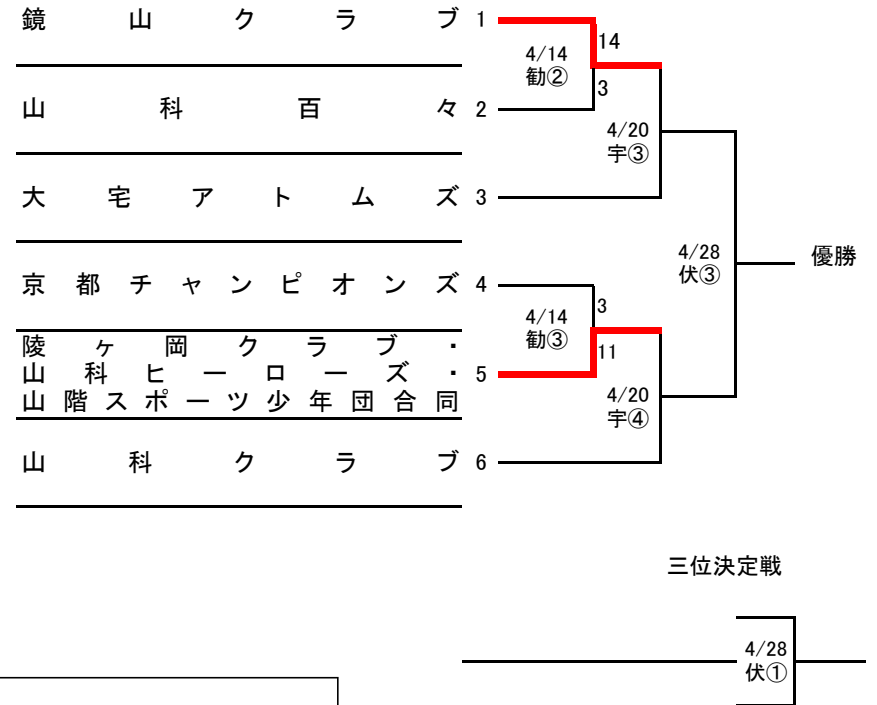 鏡山クラブ 1
14
4/14
勧②
3
山科百々 2
4/20
宇③
大宅アトムズ 3
4/28
伏③
優勝
京都チャンピオンズ 4
3
4/14
勧③
11
陵ヶ岡クラブ・
山科ヒーローズ・
山階スポーツ少年団合同
5
4/20
宇④
山科クラブ 6
三位決定戦
4/28
伏①